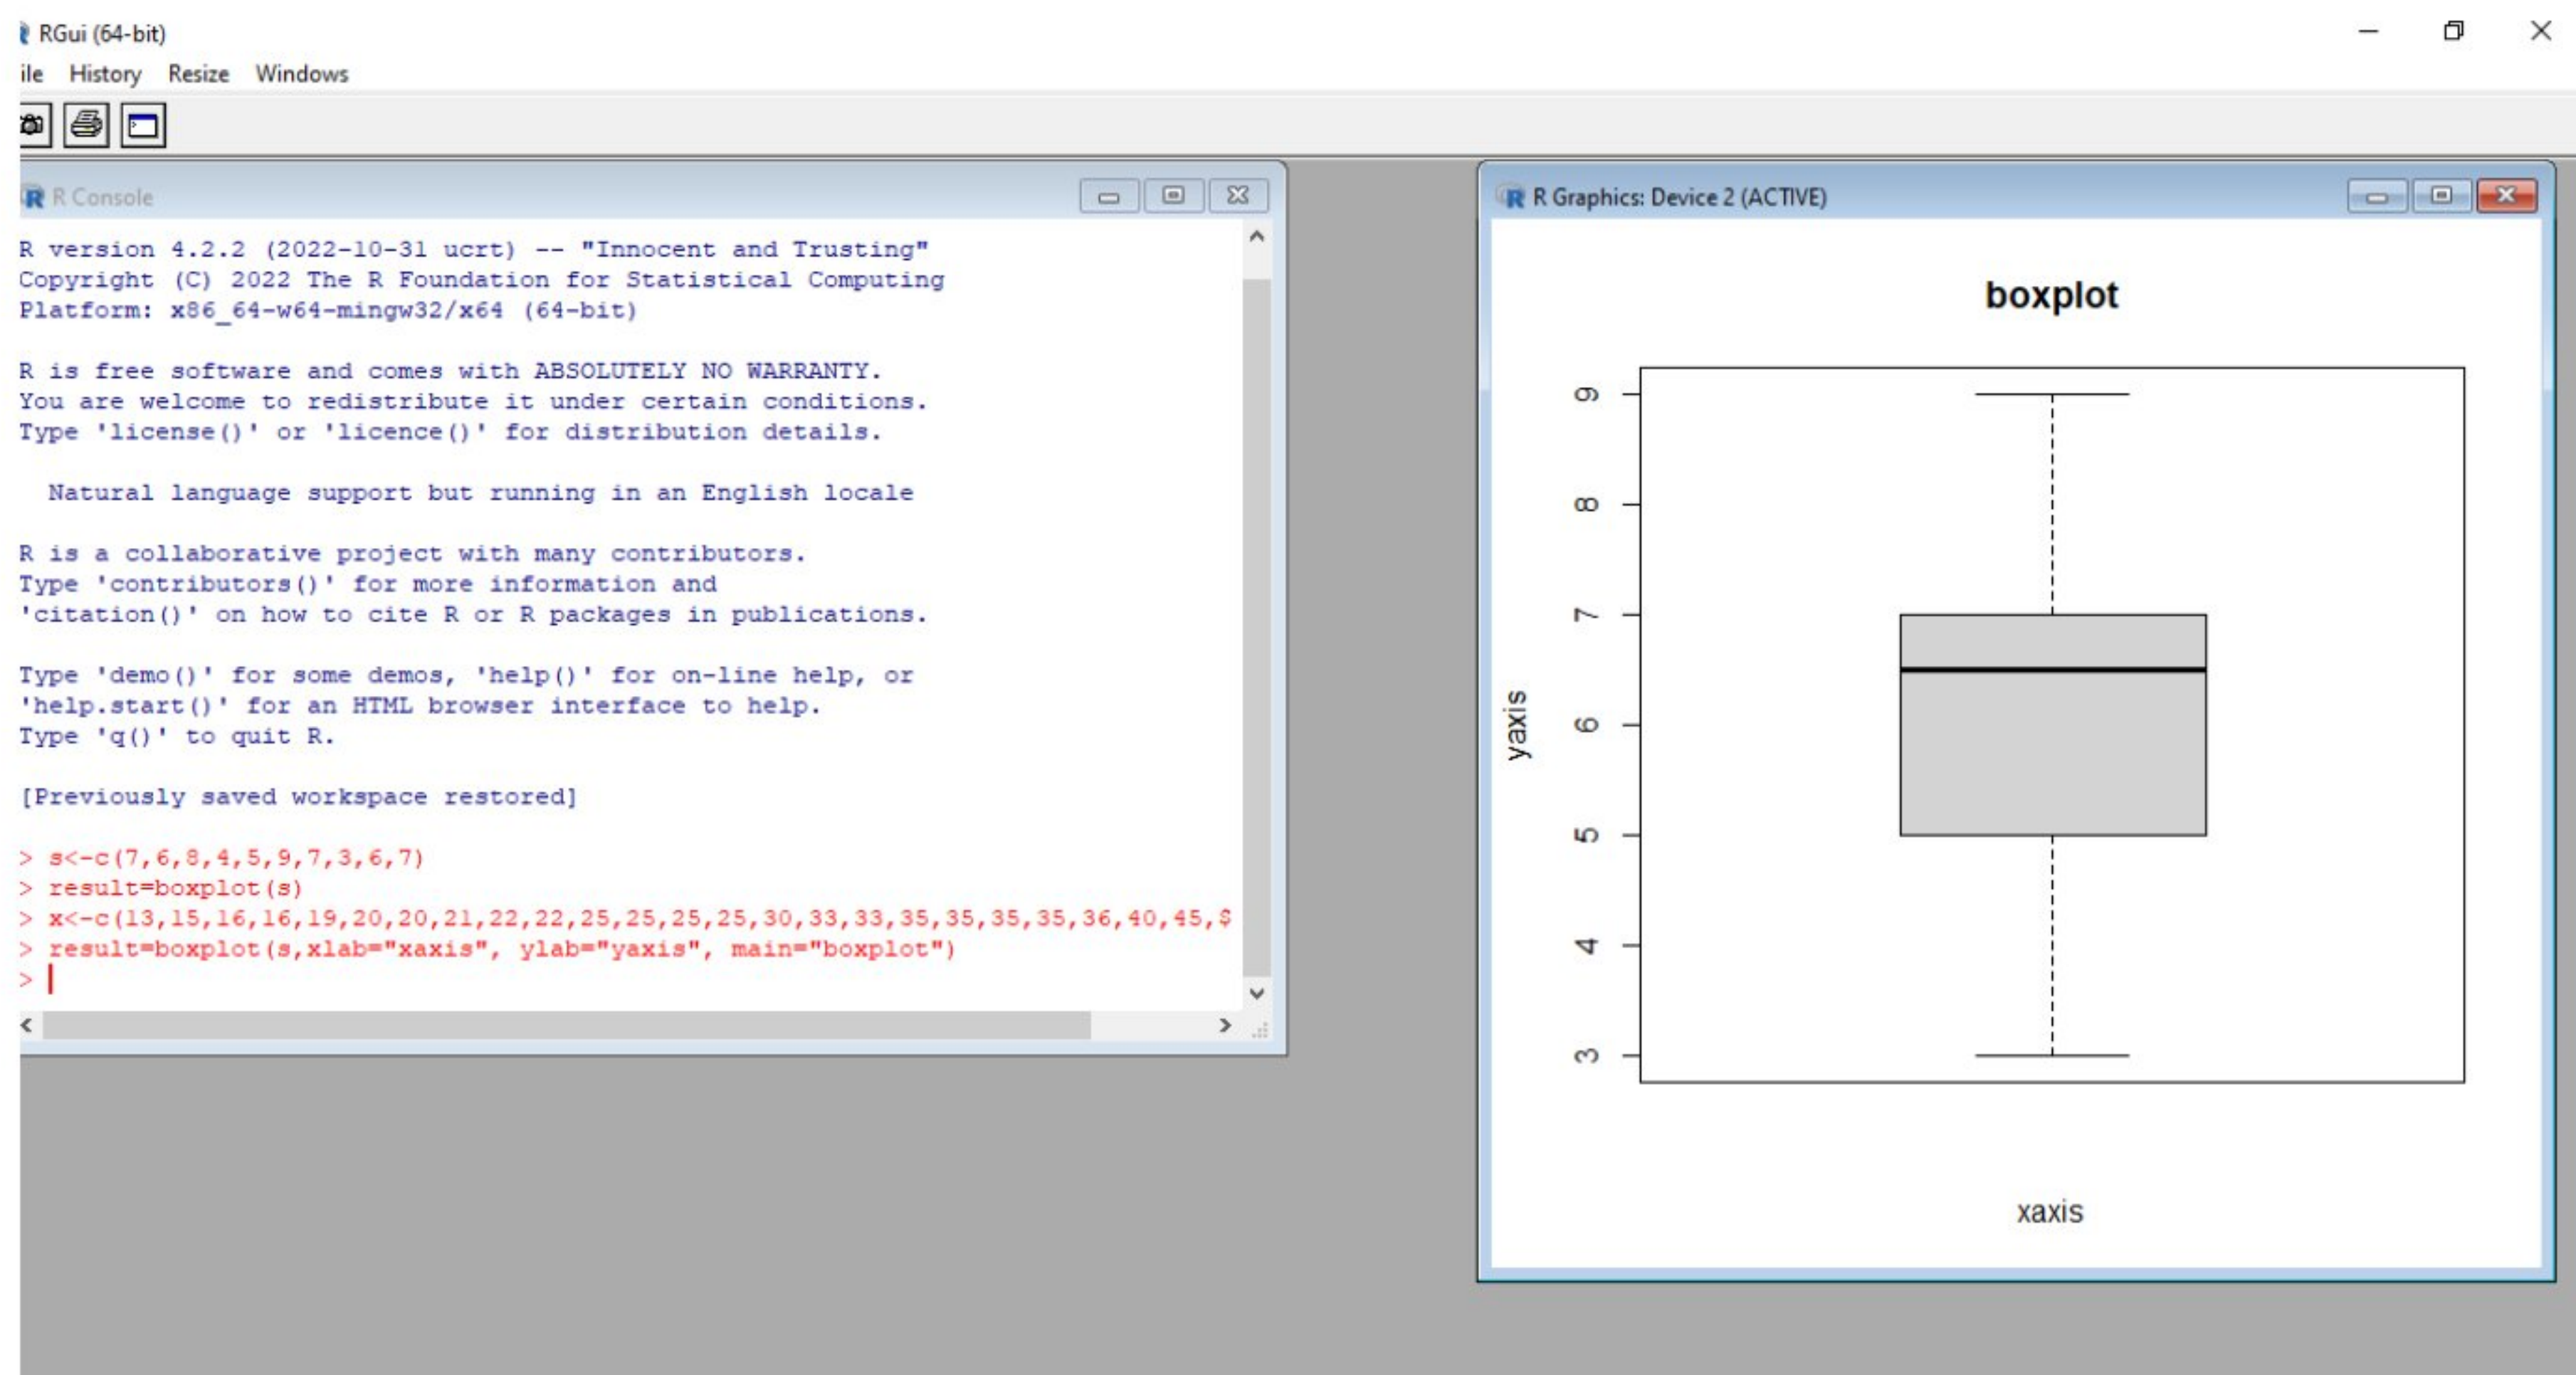 RGui (64-bit)
ile History Resize Windows
R Console
R version 4.2.2 (2022-10-31 ucrt) -- "Innocent and Trusting"
Copyright (C) 2022 The R Foundation for Statistical Computing
Platform: x86_64-w64-mingw32/x64 (64-bit)
R is free software and comes with ABSOLUTELY NO WARRANTY.
You are welcome to redistribute it under certain conditions.
Type 'license()' or 'licence()' for distribution details.
Natural language support but running in an English locale
R is a collaborative project with many contributors.
Type 'contributors()' for more information and
'citation()' on how to cite R or R packages in publications.
Type 'demo()' for some demos, 'help()' for on-line help, or
'help.start()' for an HTML browser interface to help.
Type 'q()' to quit R.
[Previously saved workspace restored]
> s<-c(7,6,8,4,5,9,7,3,6,7)
> result=boxplot(s)
> x<-c(13,15,16,16,19,20,20,21,22,22,25,25,25,25,30,33,33,35,35,35,35,36,40,45,$
> result=boxplot(s,xlab="xaxis", ylab="yaxis", main="boxplot")
>
R Graphics: Device 2 (ACTIVE)
boxplot
9
8
7
6
5
4
3
yaxis
xaxis